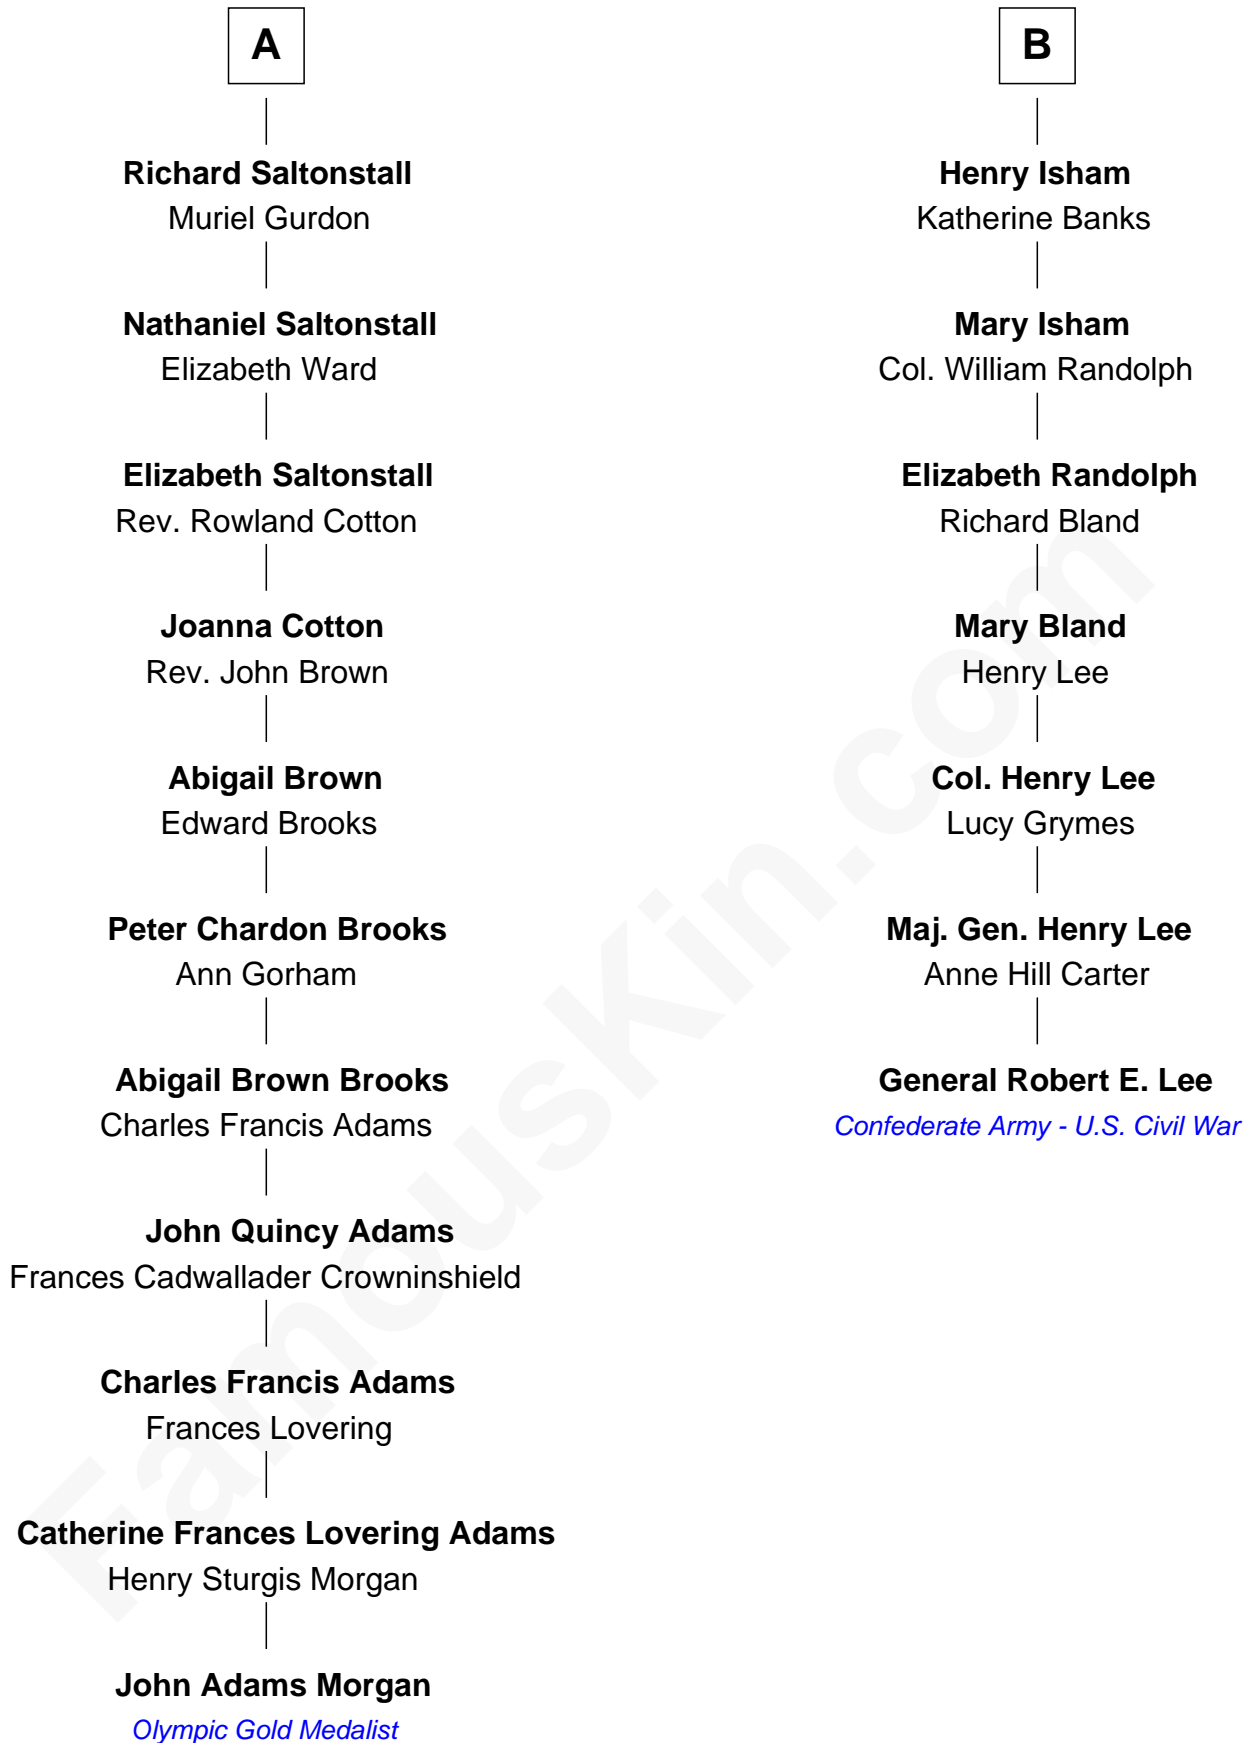 A
Richard Saltonstall
Muriel Gurdon
Nathaniel Saltonstall
Elizabeth Ward
Elizabeth Saltonstall
Rev. Rowland Cotton
Joanna Cotton
Rev. John Brown
Abigail Brown
Edward Brooks
Peter Chardon Brooks
Ann Gorham
Abigail Brown Brooks
Charles Francis Adams
John Quincy Adams
Frances Cadwallader Crowninshield
Charles Francis Adams
Frances Lovering
Catherine Frances Lovering Adams
Henry Sturgis Morgan
John Adams Morgan
Olympic Gold Medalist
B
Henry Isham
Katherine Banks
Mary Isham
Col. William Randolph
Elizabeth Randolph
Richard Bland
Mary Bland
Henry Lee
Col. Henry Lee
Lucy Grymes
Maj. Gen. Henry Lee
Anne Hill Carter
General Robert E. Lee
Confederate Army - U.S. Civil War
FamousKin.com